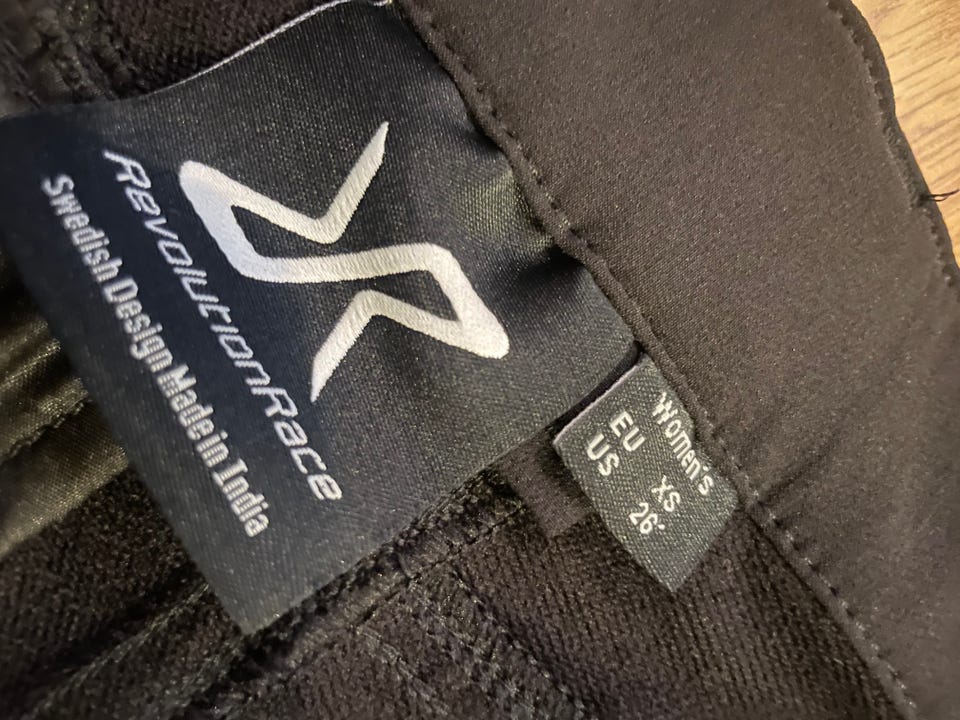 RevolutionRace
Swedish Design Made in India
Women's
EU XS
US 26"